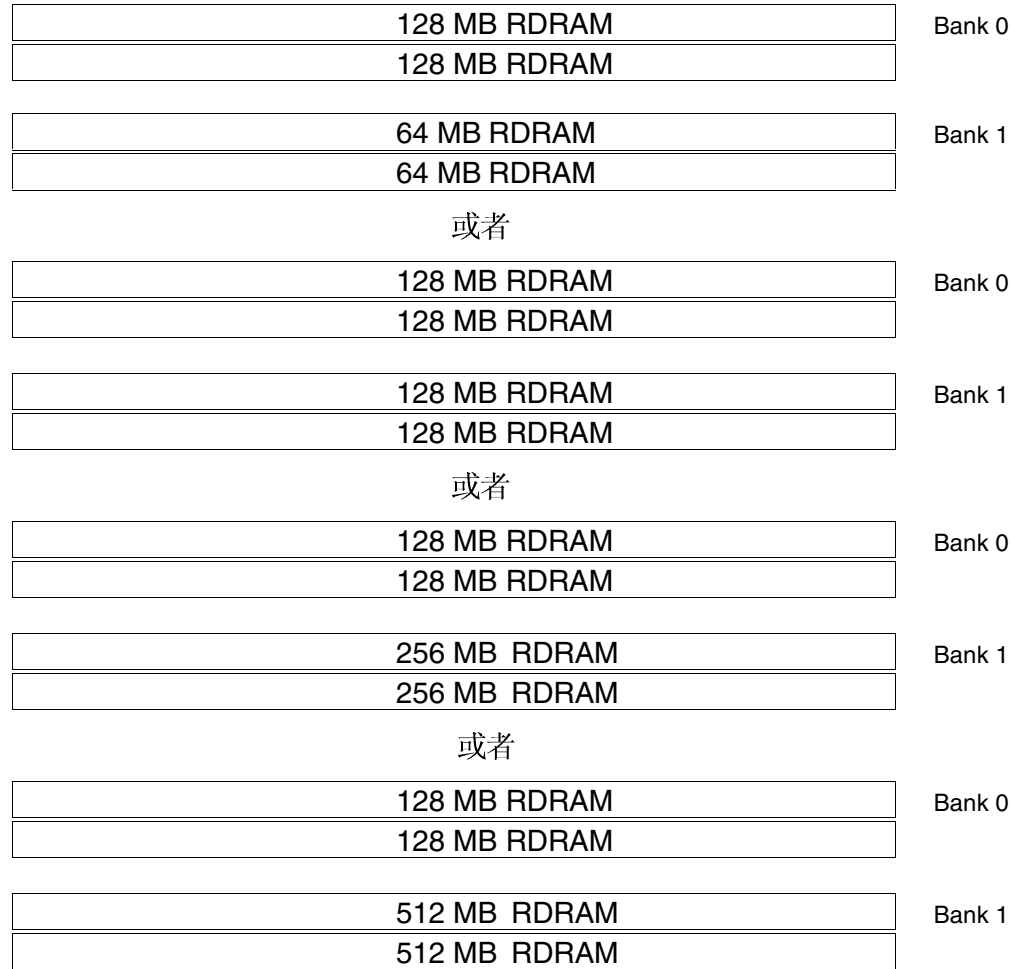 128 MB RDRAM Bank 0
128 MB RDRAM
64 MB RDRAM Bank 1
64 MB RDRAM
或者
128 MB RDRAM Bank 0
128 MB RDRAM
128 MB RDRAM Bank 1
128 MB RDRAM
或者
128 MB RDRAM Bank 0
128 MB RDRAM
256 MB RDRAM Bank 1
256 MB RDRAM
或者
128 MB RDRAM Bank 0
128 MB RDRAM
512 MB RDRAM Bank 1
512 MB RDRAM